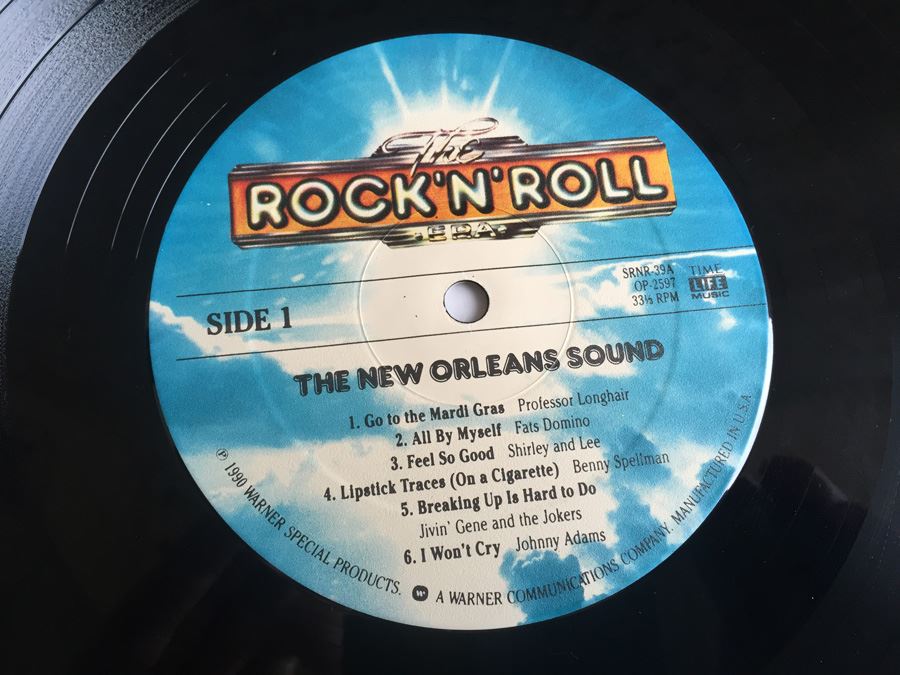 The
ROCK'N'ROLL
·ERA·
SRNR-39A
OP-2597
33⅓ RPM
TIME
LIFE
MUSIC
SIDE 1
THE NEW ORLEANS SOUND
1. Go to the Mardi Gras Professor Longhair
2. All By Myself Fats Domino
3. Feel So Good Shirley and Lee
4. Lipstick Traces (On a Cigarette) Benny Spellman
5. Breaking Up Is Hard to Do
Jivin' Gene and the Jokers
6. I Won't Cry Johnny Adams
℗ 1990 WARNER SPECIAL PRODUCTS. A WARNER COMMUNICATIONS COMPANY. MANUFACTURED IN U.S.A.